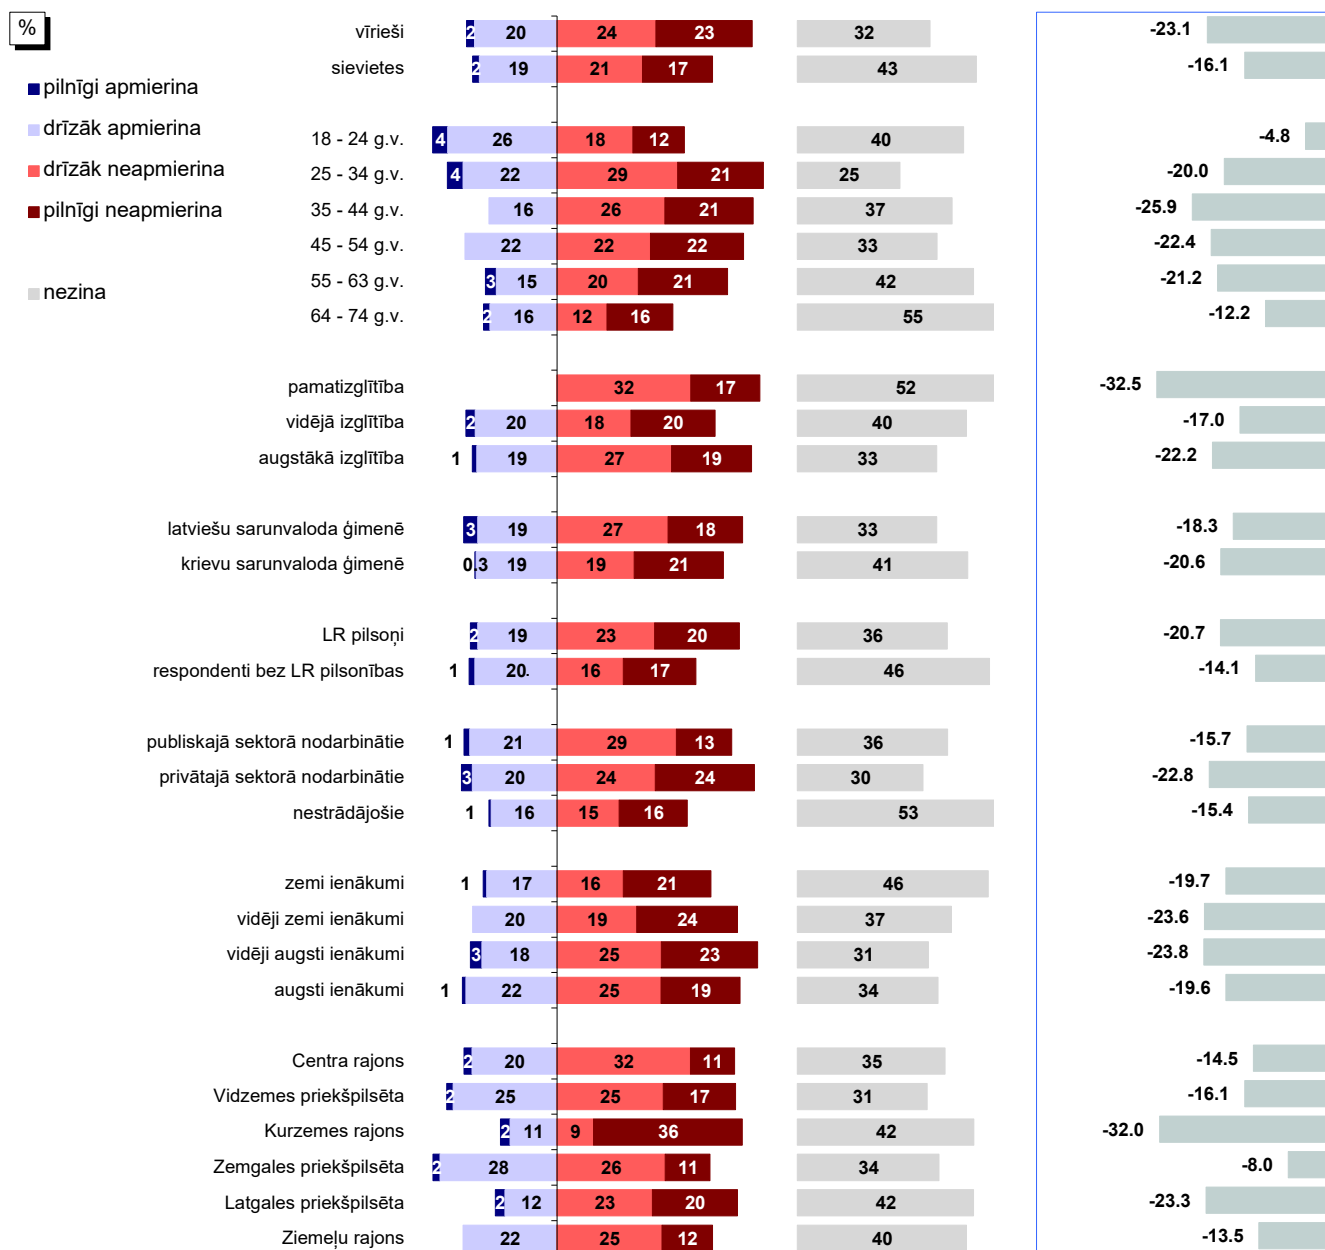 %
pilnīgi apmierina
drīzāk apmierina
drīzāk neapmierina
pilnīgi neapmierina
nezina
vīrieši 2 20 24 23 32 -23.1
sievietes 2 19 21 17 43 -16.1
18 - 24 g.v. 4 26 18 12 40 -4.8
25 - 34 g.v. 4 22 29 21 25 -20.0
35 - 44 g.v. 16 26 21 37 -25.9
45 - 54 g.v. 22 22 22 33 -22.4
55 - 63 g.v. 3 15 20 21 42 -21.2
64 - 74 g.v. 2 16 12 16 55 -12.2
pamatizglītība 32 17 52 -32.5
vidējā izglītība 2 20 18 20 40 -17.0
augstākā izglītība 1 19 27 19 33 -22.2
latviešu sarunvaloda ģimenē 3 19 27 18 33 -18.3
krievu sarunvaloda ģimenē 0.3 19 19 21 41 -20.6
LR pilsoņi 2 19 23 20 36 -20.7
respondenti bez LR pilsonības 1 20. 16 17 46 -14.1
publiskajā sektorā nodarbinātie 1 21 29 13 36 -15.7
privātajā sektorā nodarbinātie 3 20 24 24 30 -22.8
nestrādājošie 1 16 15 16 53 -15.4
zemi ienākumi 1 17 16 21 46 -19.7
vidēji zemi ienākumi 20 19 24 37 -23.6
vidēji augsti ienākumi 3 18 25 23 31 -23.8
augsti ienākumi 1 22 25 19 34 -19.6
Centra rajons 2 20 32 11 35 -14.5
Vidzemes priekšpilsēta 2 25 25 17 31 -16.1
Kurzemes rajons 2 11 9 36 42 -32.0
Zemgales priekšpilsēta 2 28 26 11 34 -8.0
Latgales priekšpilsēta 2 12 23 20 42 -23.3
Ziemeļu rajons 22 25 12 40 -13.5